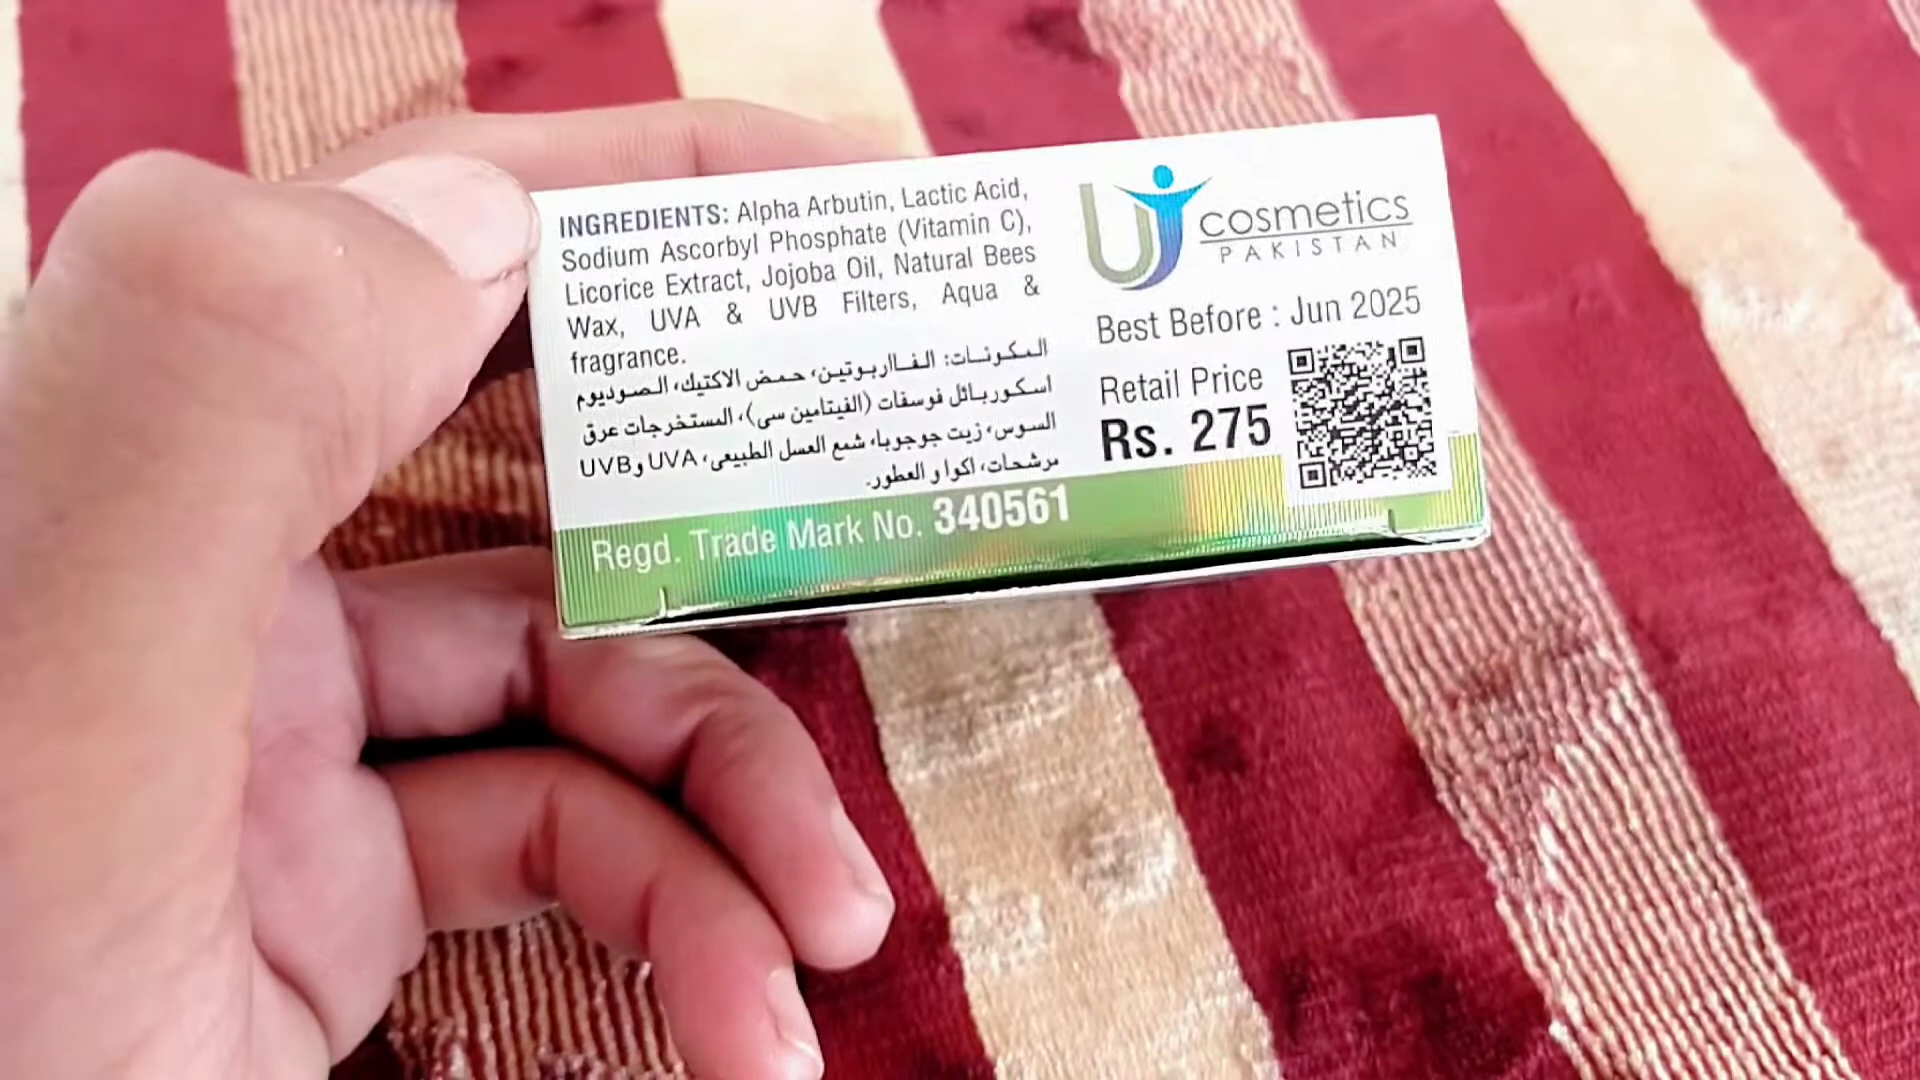 INGREDIENTS: Alpha Arbutin, Lactic Acid,
Sodium Ascorbyl Phosphate (Vitamin C),
Licorice Extract, Jojoba Oil, Natural Bees
Wax, UVA & UVB Filters, Aqua &
fragrance.
المكونات: الفااربوتين، حمض الاكتيك، الصوديوم
اسكوربائل فوسفات (الفيتامين سی)، المستخرجات عرق
السوس، زيت جوجوبا، شمع العسل الطبيعی، UVA وUVB
مرشحات، اكوا و العطور.
Regd. Trade Mark No. 340561
UJ cosmetics
PAKISTAN
Best Before : Jun 2025
Retail Price
Rs. 275